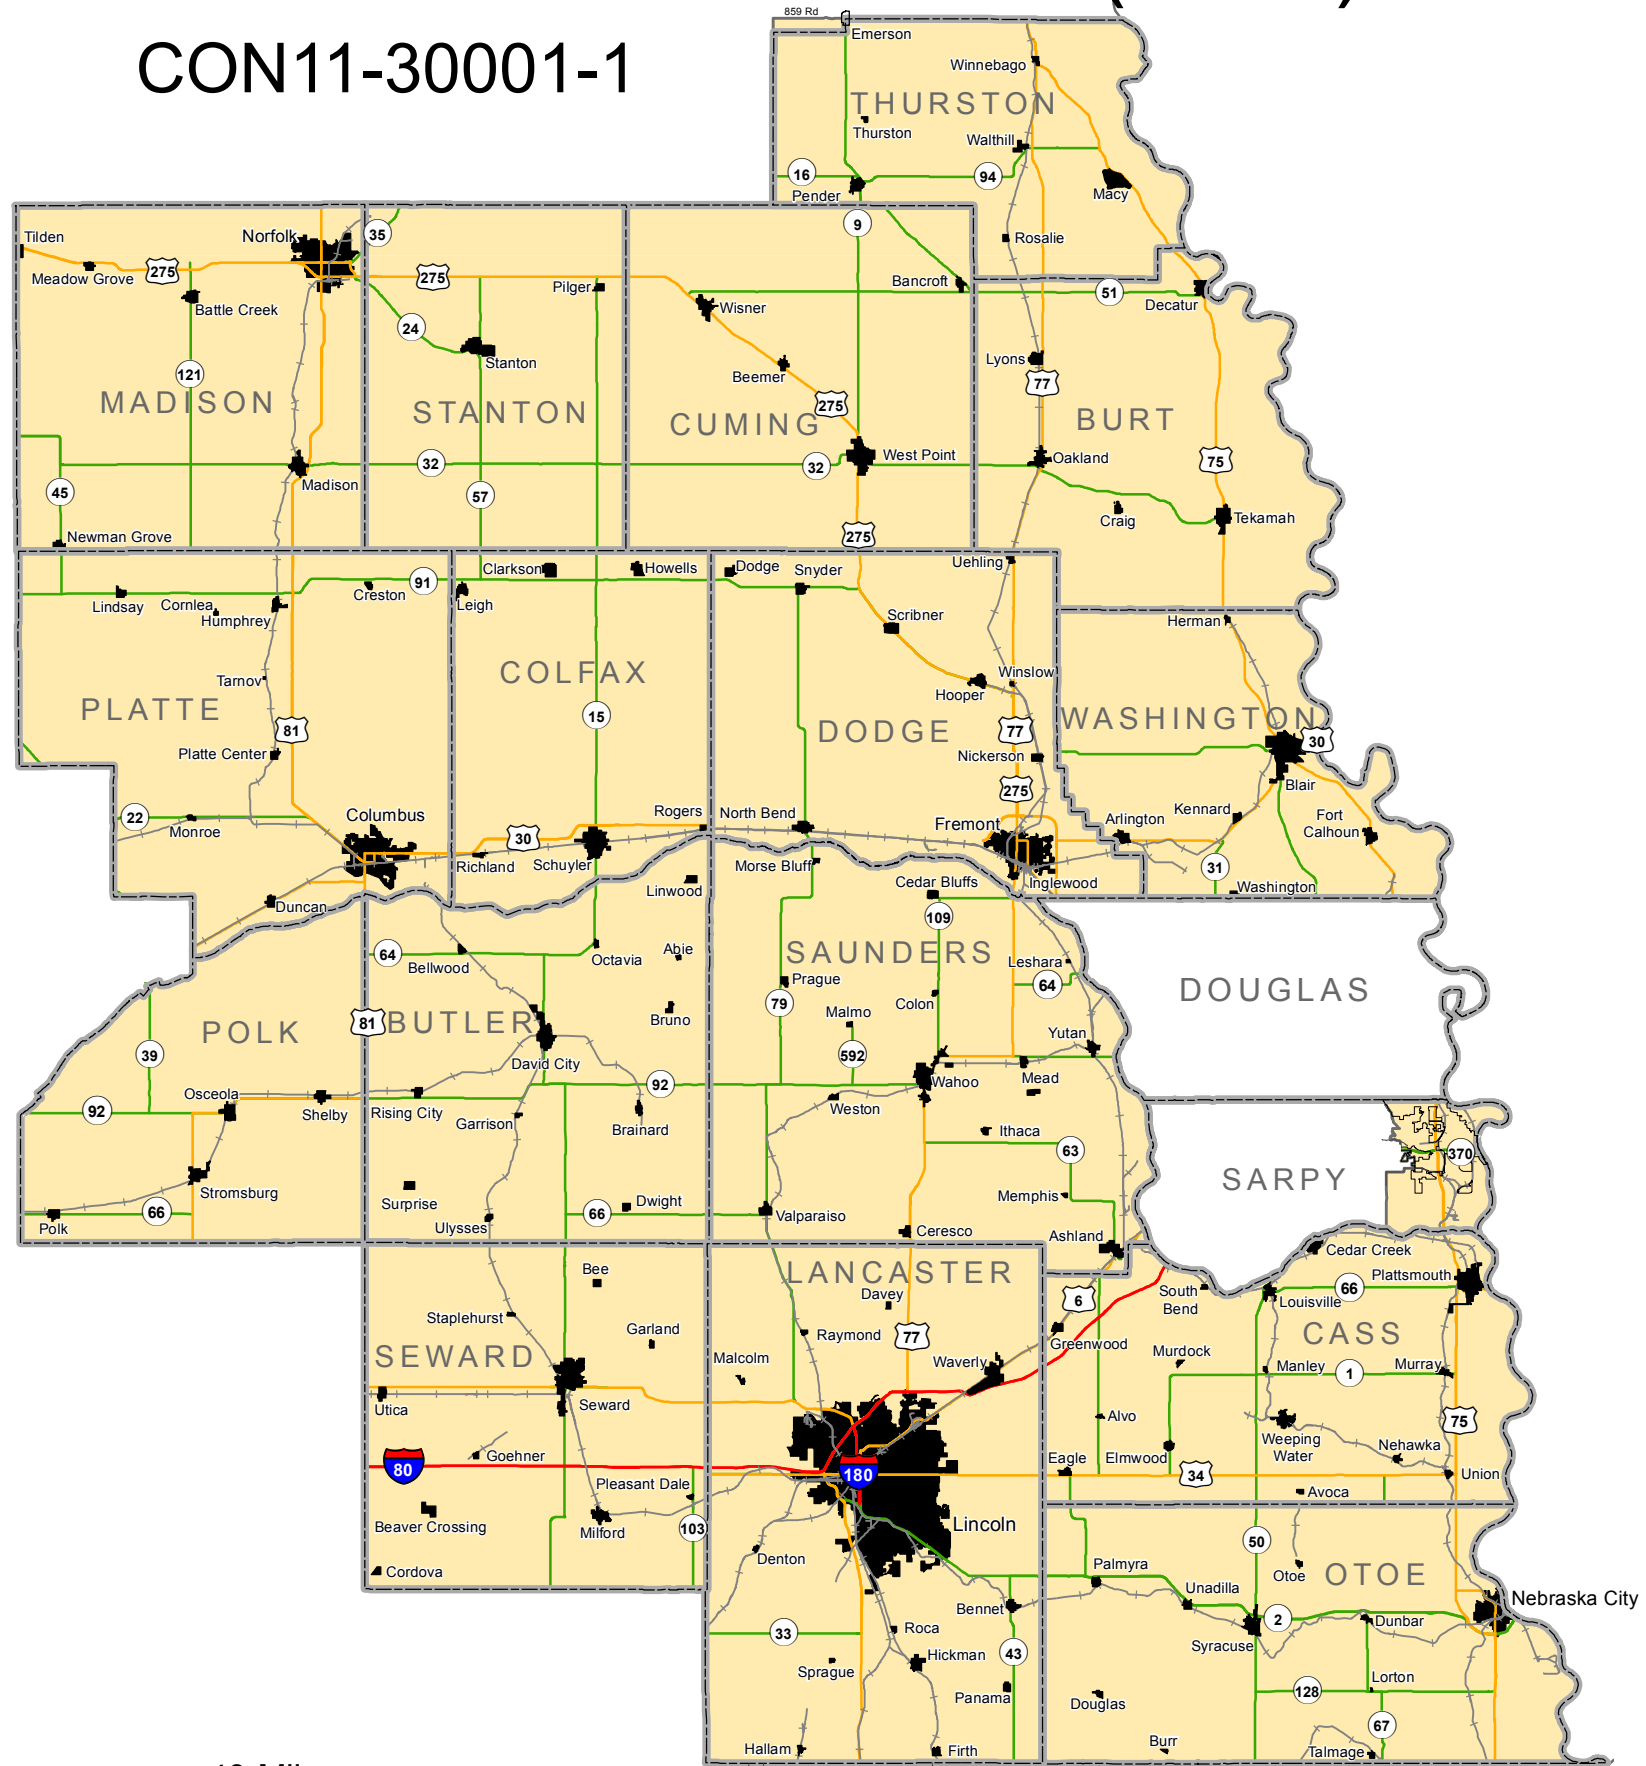 859 Rd
CON11-30001-1
Emerson
Winnebago
THURSTON
Thurston
Walthill
16
94
Pender
Macy
Tilden
Norfolk
35
9
Rosalie
Meadow Grove
275
275
Pilger
Bancroft
51
Decatur
Battle Creek
24
Wisner
Stanton
Lyons
121
Beemer
77
MADISON
STANTON
275
CUMING
BURT
32
32
West Point
Oakland
75
Madison
45
57
Craig
Tekamah
Newman Grove
275
Uehling
Clarkson
Howells
Dodge
Snyder
91
Creston
Leigh
Lindsay
Cornlea
Humphrey
Scribner
Herman
COLFAX
Tarnov
Winslow
Hooper
PLATTE
15
WASHINGTON
81
DODGE
77
30
Platte Center
Nickerson
Blair
275
22
Columbus
Rogers
North Bend
Kennard
Fort
Calhoun
Monroe
30
Fremont
Arlington
Richland
Schuyler
Morse Bluff
31
Linwood
Cedar Bluffs
Inglewood
Washington
Duncan
109
64
Bellwood
Octavia
Abie
SAUNDERS
Leshara
Prague
64
DOUGLAS
79
Colon
Malmo
81
BUTLER
Bruno
POLK
Yutan
39
592
David City
92
Wahoo
Mead
Osceola
Shelby
Rising City
92
Garrison
Weston
Brainard
Ithaca
63
370
SARPY
Stromsburg
Surprise
Dwight
Memphis
66
66
Valparaiso
Polk
Ulysses
Ceresco
Ashland
Cedar Creek
LANCASTER
Bee
Davey
Plattsmouth
66
South
Bend
6
Louisville
Staplehurst
Garland
Raymond
77
CASS
Greenwood
SEWARD
Malcolm
Waverly
Murdock
Manley
1
Murray
Utica
Seward
Alvo
75
Weeping
Water
Goehner
Eagle
Elmwood
Nehawka
80
180
34
Union
Pleasant Dale
Avoca
Beaver Crossing
Milford
103
Lincoln
50
Denton
Palmyra
Otoe
OTOE
Cordova
Unadilla
Nebraska City
Bennet
2
Dunbar
33
Roca
Syracuse
Hickman
43
Sprague
Lorton
Panama
128
Douglas
67
Hallam
Firth
Burr
Talmage